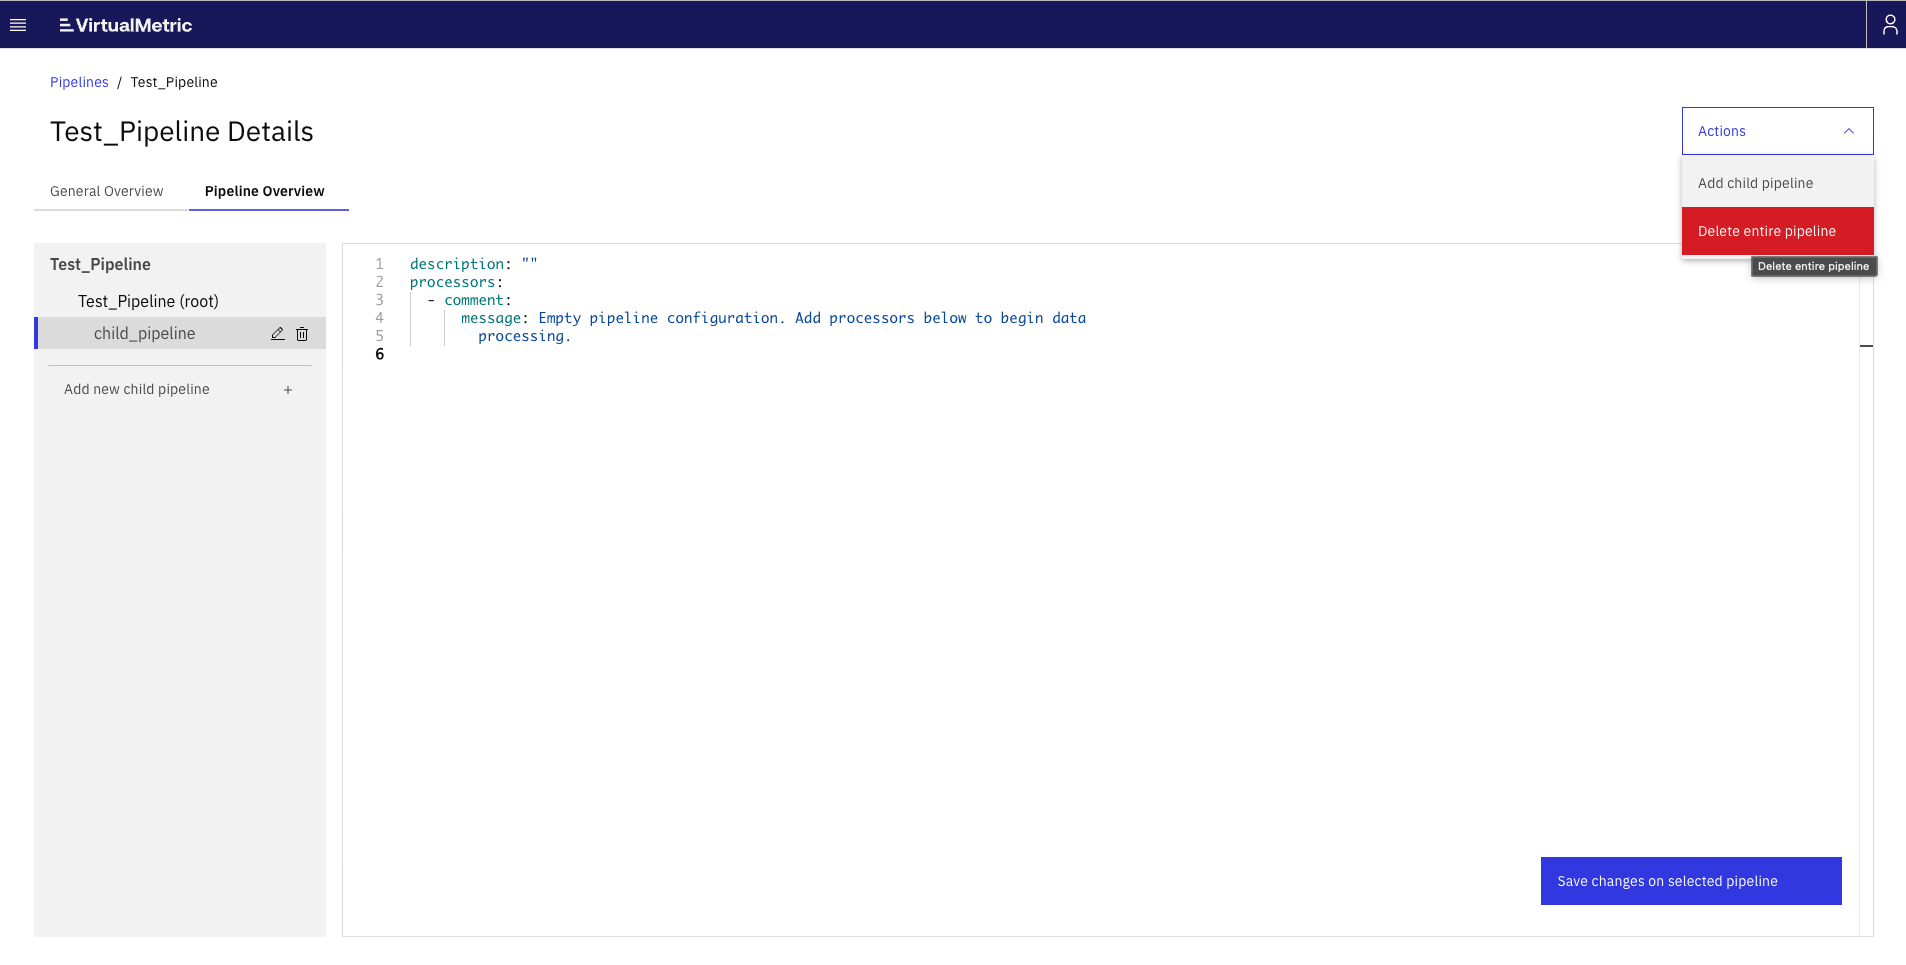 VirtualMetric
Pipelines / Test_Pipeline
Test_Pipeline Details
Actions
Add child pipeline
Delete entire pipeline
Delete entire pipeline
General Overview
Pipeline Overview
Test_Pipeline
Test_Pipeline (root)
child_pipeline
Add new child pipeline +
1 description: ""
2 processors:
3 - comment:
4 message: Empty pipeline configuration. Add processors below to begin data
5 processing.
6
Save changes on selected pipeline